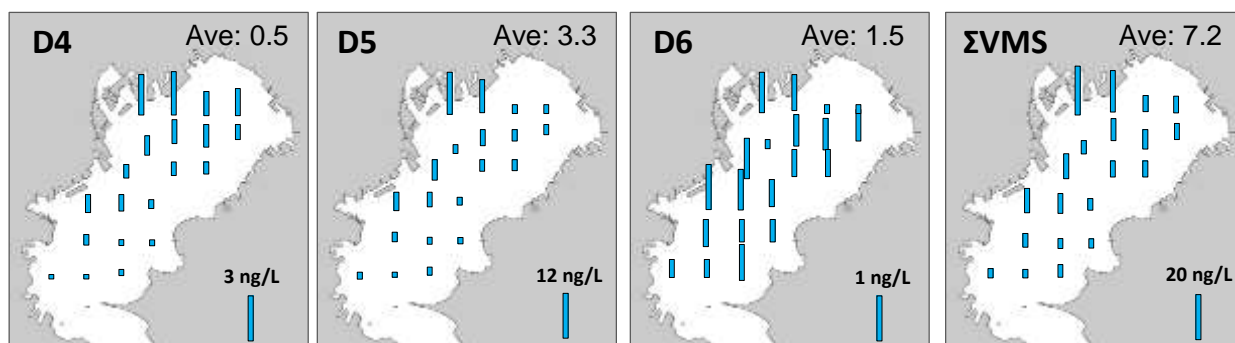 D4 Ave: 0.5
3 ng/L
D5 Ave: 3.3
12 ng/L
D6 Ave: 1.5
1 ng/L
ΣVMS Ave: 7.2
20 ng/L